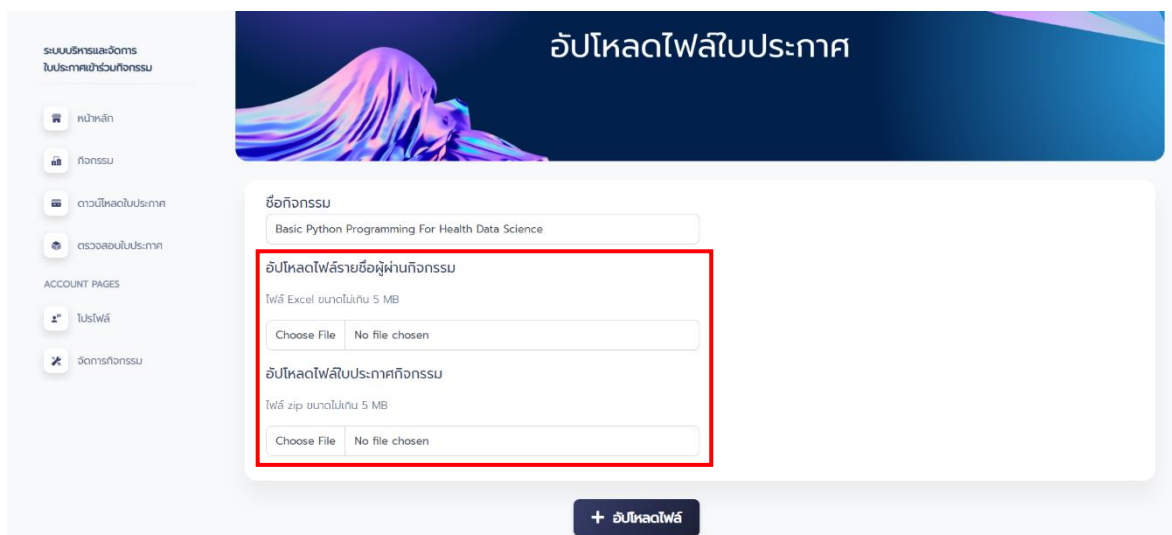 ระบบบริหารและจัดการ
ใบประกาศเข้าร่วมกิจกรรม
หน้าหลัก
กิจกรรม
ดาวน์โหลดใบประกาศ
ตรวจสอบใบประกาศ
ACCOUNT PAGES
โปรไฟล์
จัดการกิจกรรม
อัปโหลดไฟล์ใบประกาศ
ชื่อกิจกรรม
Basic Python Programming For Health Data Science
อัปโหลดไฟล์รายชื่อผู้ผ่านกิจกรรม
ไฟล์ Excel ขนาดไม่เกิน 5 MB
Choose File No file chosen
อัปโหลดไฟล์ใบประกาศกิจกรรม
ไฟล์ zip ขนาดไม่เกิน 5 MB
Choose File No file chosen
+ อัปโหลดไฟล์